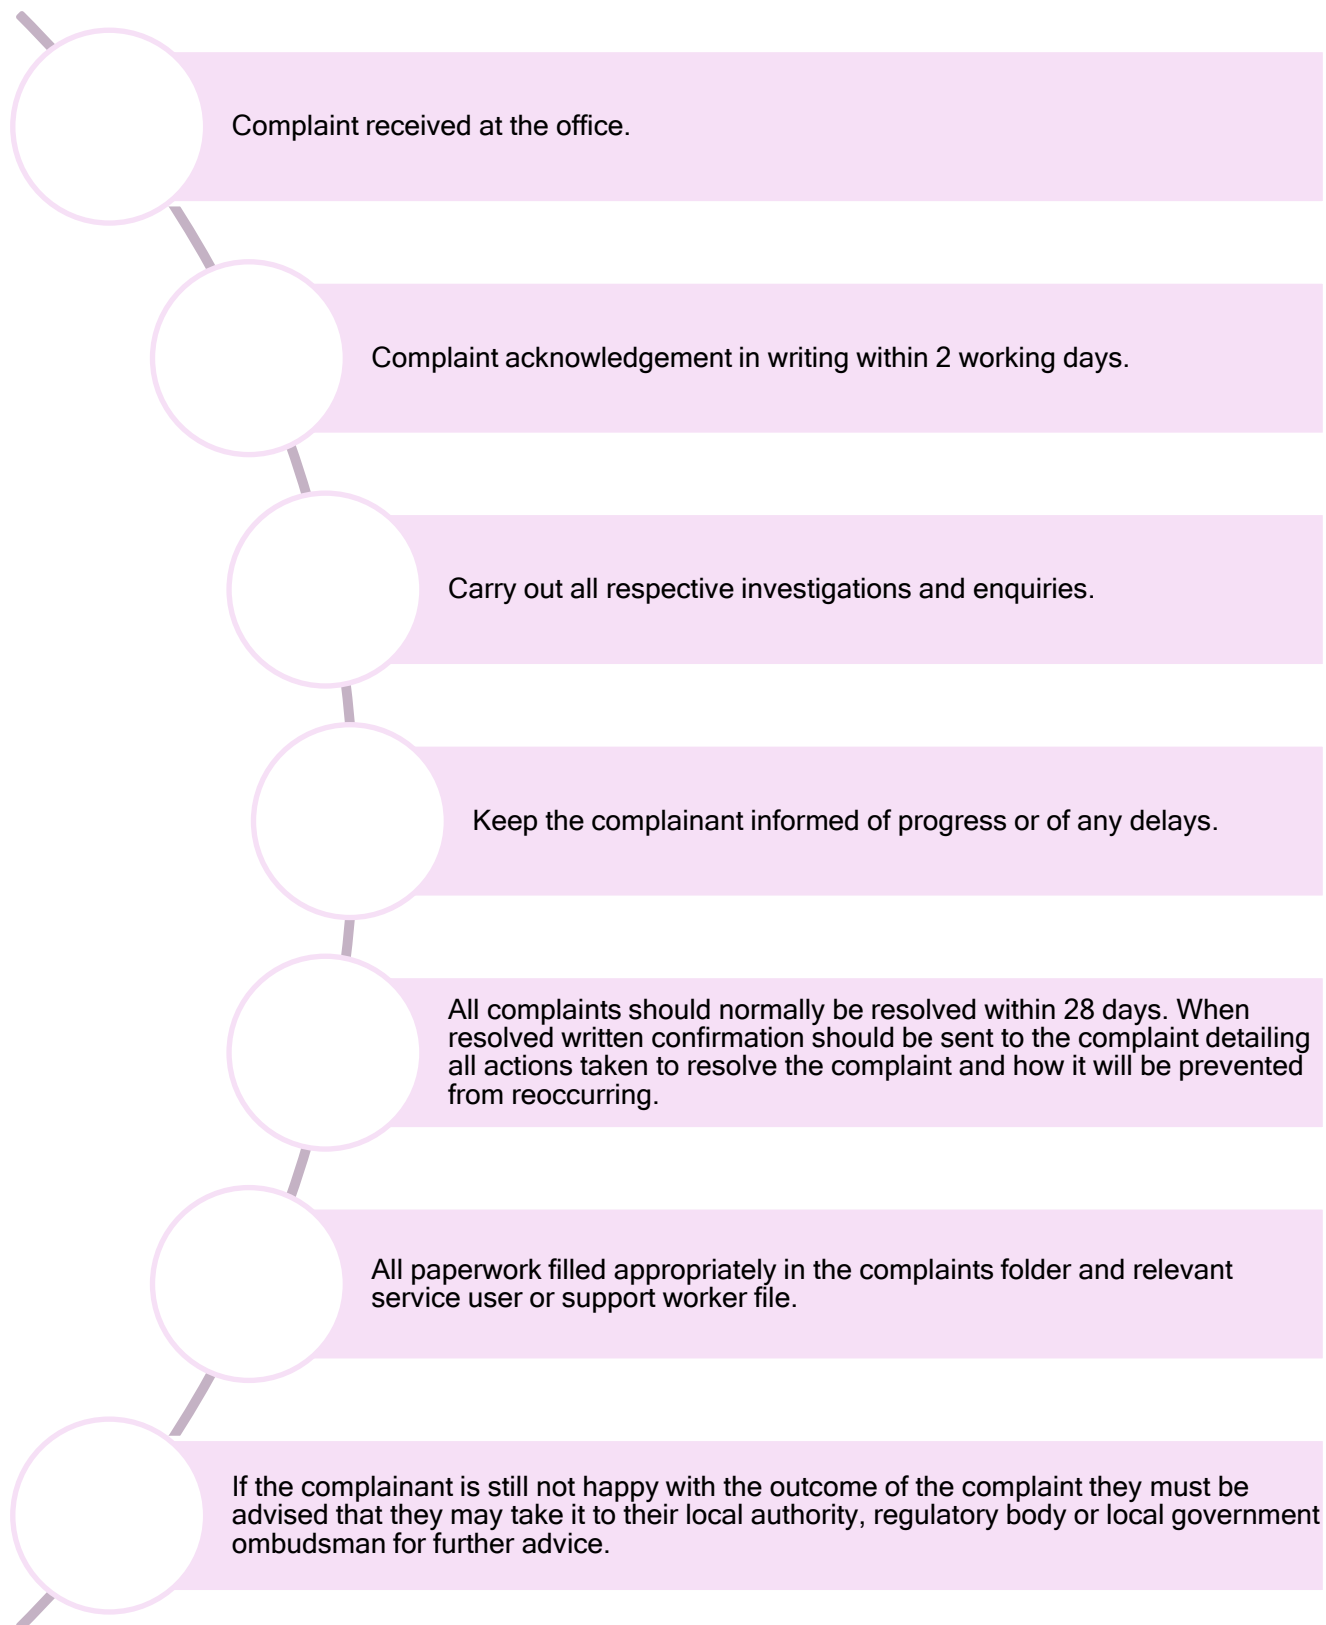 Complaint received at the office.
Complaint acknowledgement in writing within 2 working days.
Carry out all respective investigations and enquiries.
Keep the complainant informed of progress or of any delays.
All complaints should normally be resolved within 28 days. When
resolved written confirmation should be sent to the complaint detailing
all actions taken to resolve the complaint and how it will be prevented
from reoccurring.
All paperwork filled appropriately in the complaints folder and relevant
service user or support worker file.
If the complainant is still not happy with the outcome of the complaint they must be
advised that they may take it to their local authority, regulatory body or local government
ombudsman for further advice.